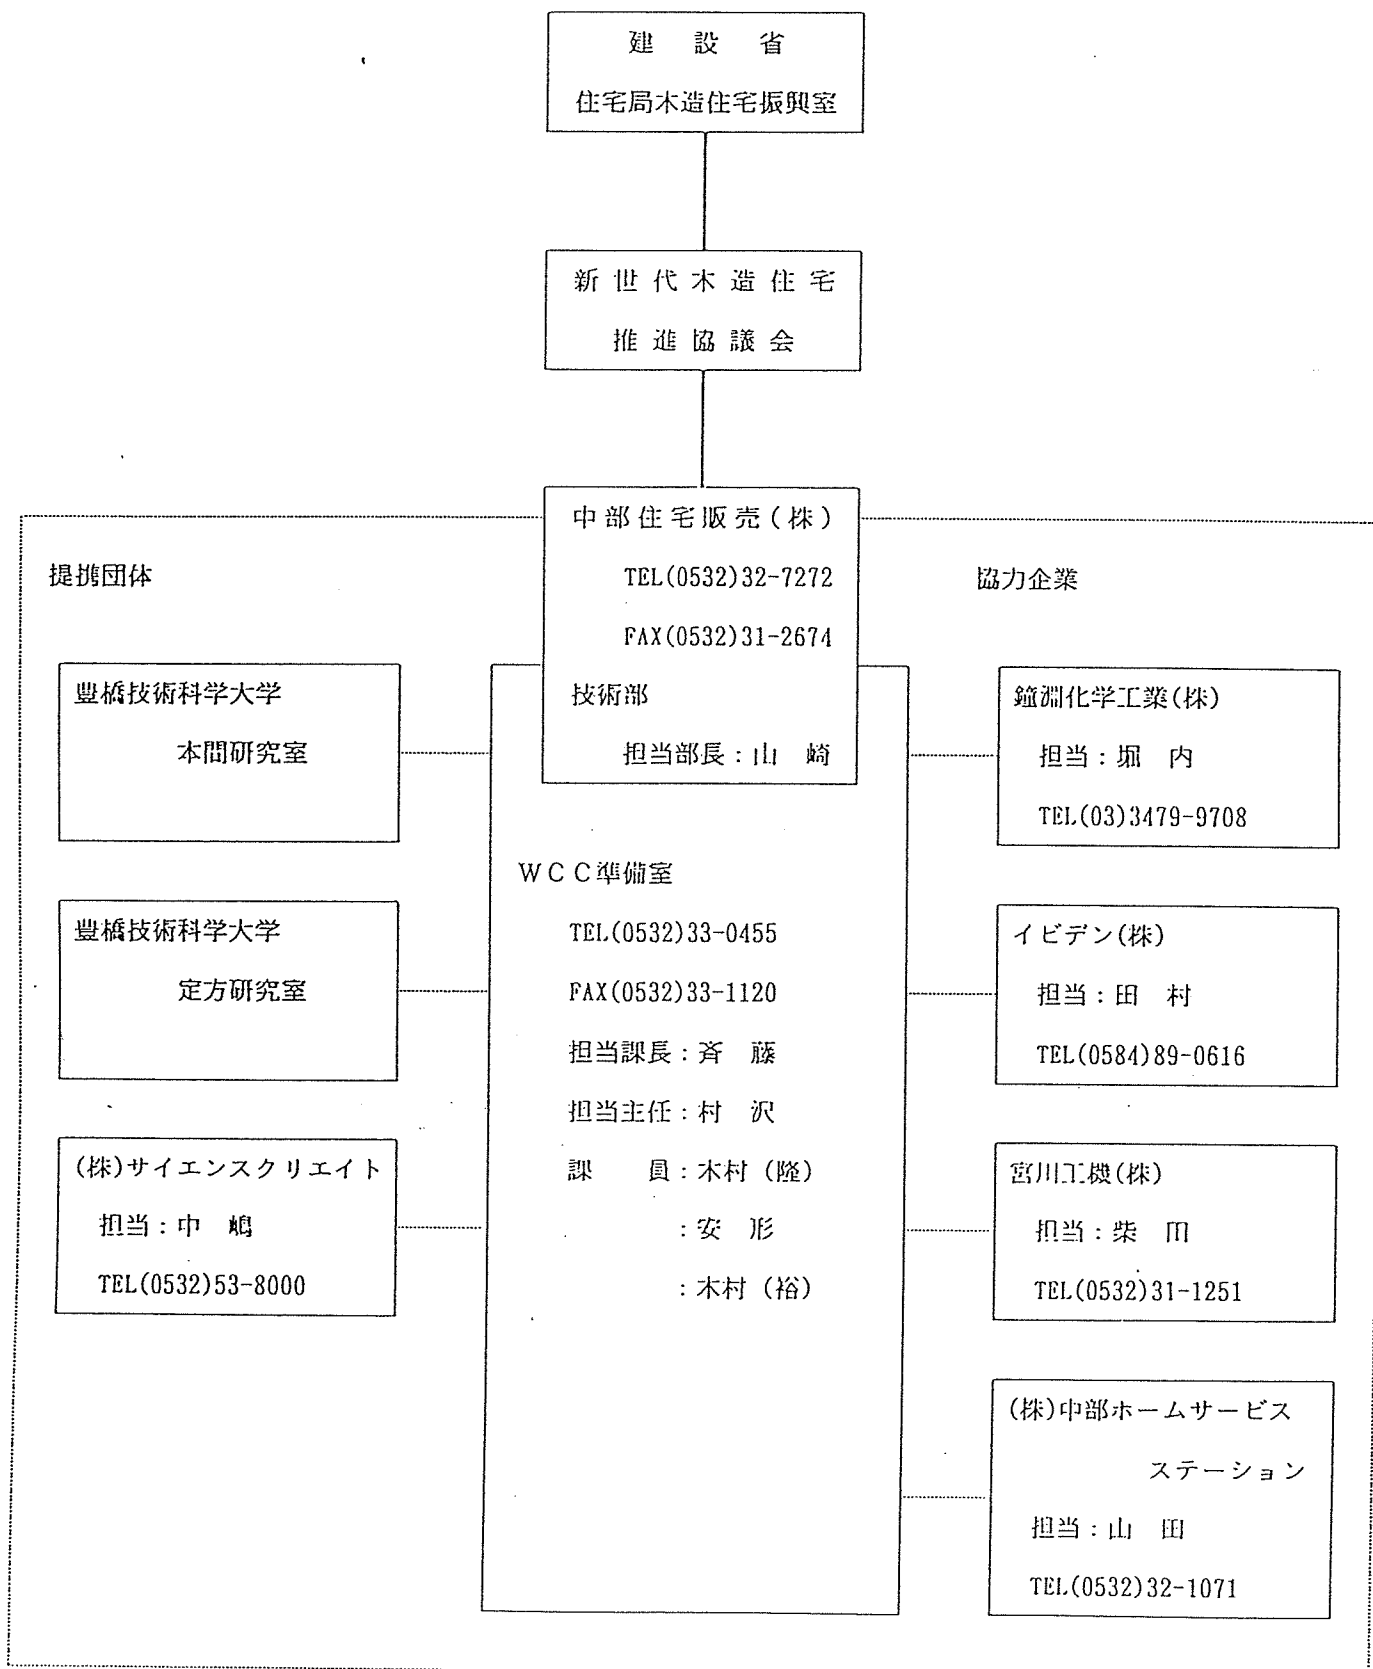 建　設　省
住宅局木造住宅振興室
新世代木造住宅
推進協議会
中部住宅販売(株)
TEL(0532)32-7272
FAX(0532)31-2674
技術部
担当部長：山　崎
提携団体
豊橋技術科学大学
本間研究室
豊橋技術科学大学
定方研究室
(株)サイエンスクリエイト
担当：中　嶋
TEL(0532)53-8000
WCC準備室
TEL(0532)33-0455
FAX(0532)33-1120
担当課長：斉　藤
担当主任：村　沢
課　　員：木村（隆）
：安　形
：木村（裕）
協力企業
鐘淵化学工業(株)
担当：堀　内
TEL(03)3479-9708
イビデン(株)
担当：田　村
TEL(0584)89-0616
宮川工機(株)
担当：柴　田
TEL(0532)31-1251
(株)中部ホームサービス
ステーション
担当：山　田
TEL(0532)32-1071